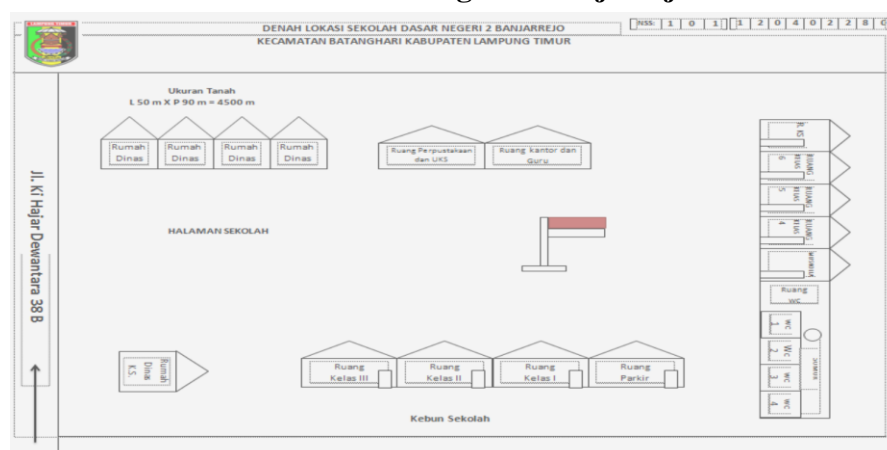 DENAH LOKASI SEKOLAH DASAR NEGERI 2 BANJARREJO
NSS: 1 0 1 1 2 0 4 0 2 2 8 0
KECAMATAN BATANGHARI KABUPATEN LAMPUNG TIMUR
Ukuran Tanah
L 50 m X P 90 m = 4500 m
Rumah
Dinas
Rumah
Dinas
Rumah
Dinas
Rumah
Dinas
Ruang Perpustakaan
dan UKS
Ruang kantor dan
Guru
R. KS
RUANG
KELAS
6
RUANG
KELAS
5
RUANG
KELAS
4
Jl. Ki Hajar Dewantara 38 B
HALAMAN SEKOLAH
MUSHOLA
Ruang
WC
WC
1
Wc
2
WC
3
WC
4
Rumah
Dinas
K.S.
Ruang
Kelas III
Ruang
Kelas II
Ruang
Kelas I
Ruang
Parkir
Kebun Sekolah